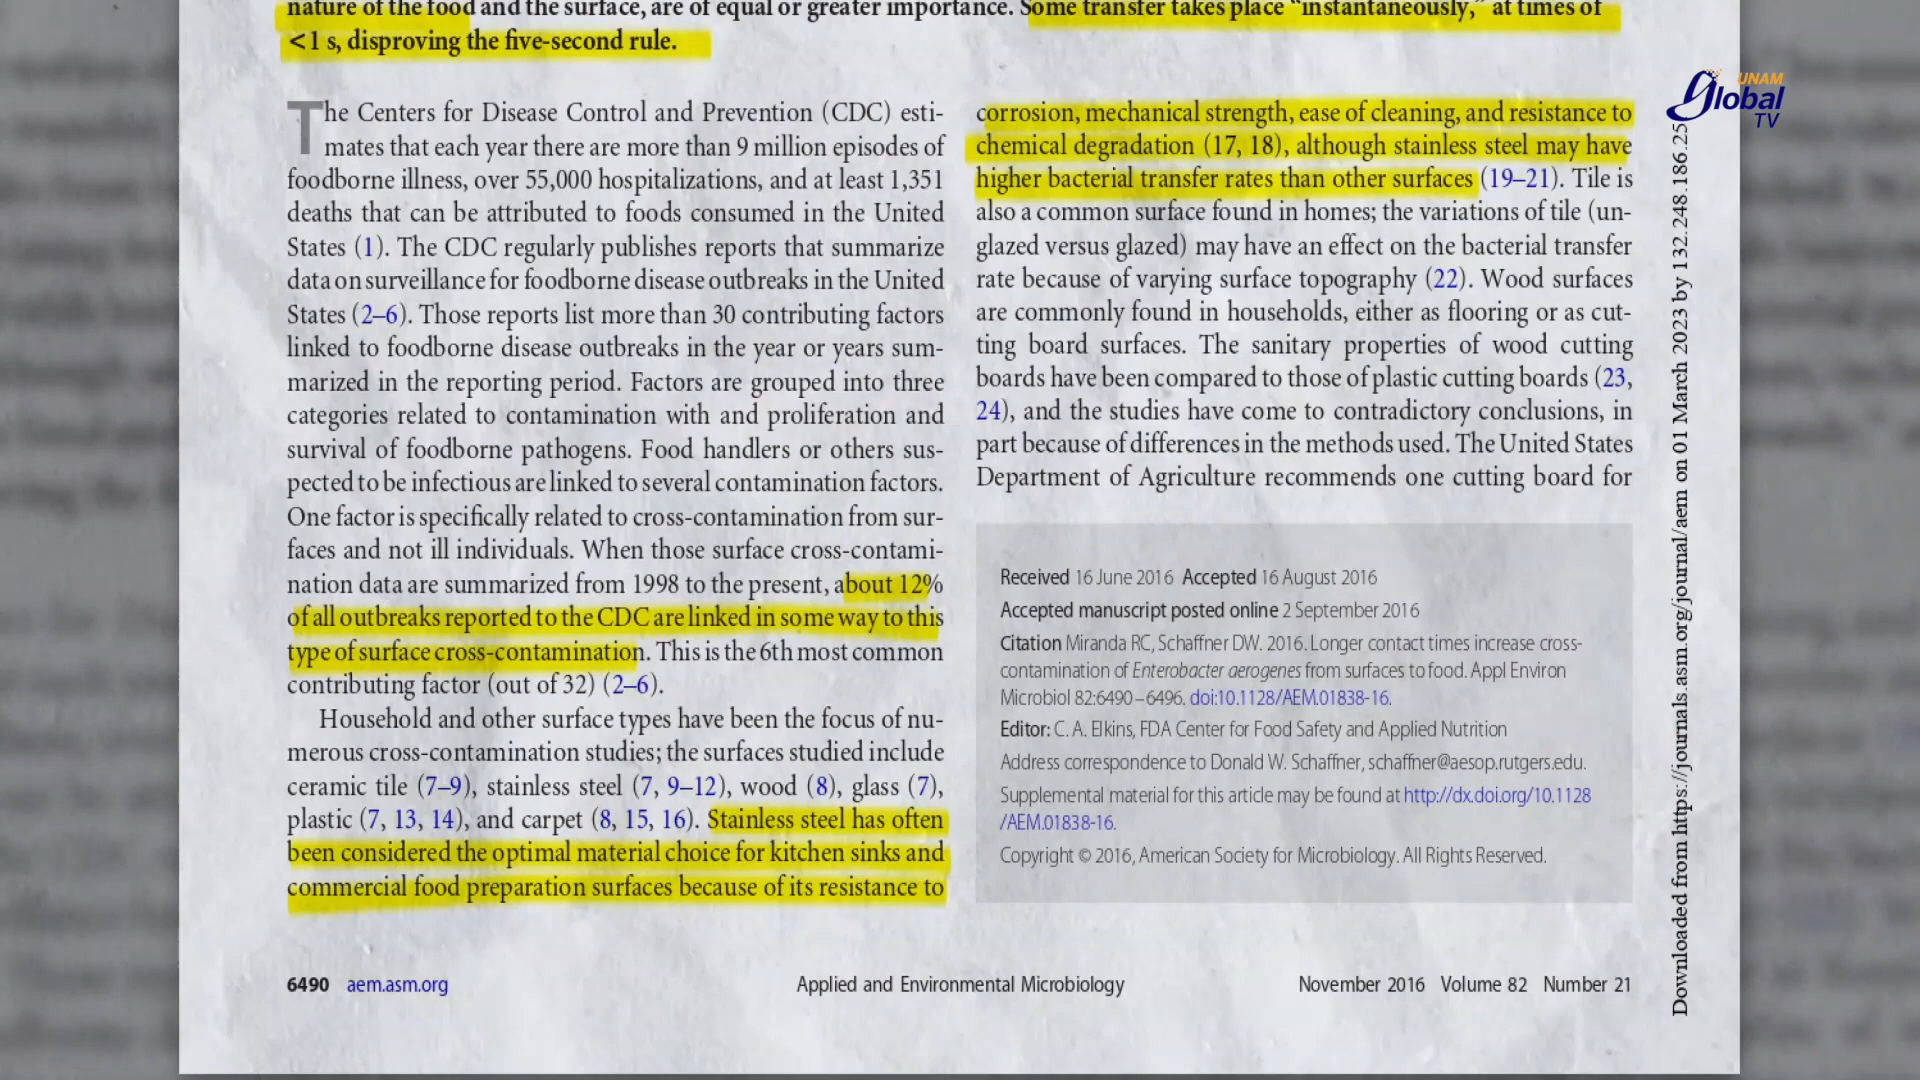 nature of the food and the surface, are of equal or greater importance. Some transfer takes place “instantaneously,” at times of
<1 s, disproving the five-second rule.
The Centers for Disease Control and Prevention (CDC) esti-
mates that each year there are more than 9 million episodes of
foodborne illness, over 55,000 hospitalizations, and at least 1,351
deaths that can be attributed to foods consumed in the United
States (1). The CDC regularly publishes reports that summarize
data on surveillance for foodborne disease outbreaks in the United
States (2–6). Those reports list more than 30 contributing factors
linked to foodborne disease outbreaks in the year or years sum-
marized in the reporting period. Factors are grouped into three
categories related to contamination with and proliferation and
survival of foodborne pathogens. Food handlers or others sus-
pected to be infectious are linked to several contamination factors.
One factor is specifically related to cross-contamination from sur-
faces and not ill individuals. When those surface cross-contami-
nation data are summarized from 1998 to the present, about 12%
of all outbreaks reported to the CDC are linked in some way to this
type of surface cross-contamination. This is the 6th most common
contributing factor (out of 32) (2–6).
Household and other surface types have been the focus of nu-
merous cross-contamination studies; the surfaces studied include
ceramic tile (7–9), stainless steel (7, 9–12), wood (8), glass (7),
plastic (7, 13, 14), and carpet (8, 15, 16). Stainless steel has often
been considered the optimal material choice for kitchen sinks and
commercial food preparation surfaces because of its resistance to
corrosion, mechanical strength, ease of cleaning, and resistance to
chemical degradation (17, 18), although stainless steel may have
higher bacterial transfer rates than other surfaces (19–21). Tile is
also a common surface found in homes; the variations of tile (un-
glazed versus glazed) may have an effect on the bacterial transfer
rate because of varying surface topography (22). Wood surfaces
are commonly found in households, either as flooring or as cut-
ting board surfaces. The sanitary properties of wood cutting
boards have been compared to those of plastic cutting boards (23,
24), and the studies have come to contradictory conclusions, in
part because of differences in the methods used. The United States
Department of Agriculture recommends one cutting board for
Received 16 June 2016 Accepted 16 August 2016
Accepted manuscript posted online 2 September 2016
Citation Miranda RC, Schaffner DW. 2016. Longer contact times increase cross-
contamination of Enterobacter aerogenes from surfaces to food. Appl Environ
Microbiol 82:6490–6496. doi:10.1128/AEM.01838-16.
Editor: C. A. Elkins, FDA Center for Food Safety and Applied Nutrition
Address correspondence to Donald W. Schaffner, schaffner@aesop.rutgers.edu.
Supplemental material for this article may be found at http://dx.doi.org/10.1128
/AEM.01838-16.
Copyright © 2016, American Society for Microbiology. All Rights Reserved.
6490 aem.asm.org
Applied and Environmental Microbiology
November 2016 Volume 82 Number 21
Downloaded from https://journals.asm.org/journal/aem on 01 March 2023 by 132.248.186.25
UNAM
Global
TV